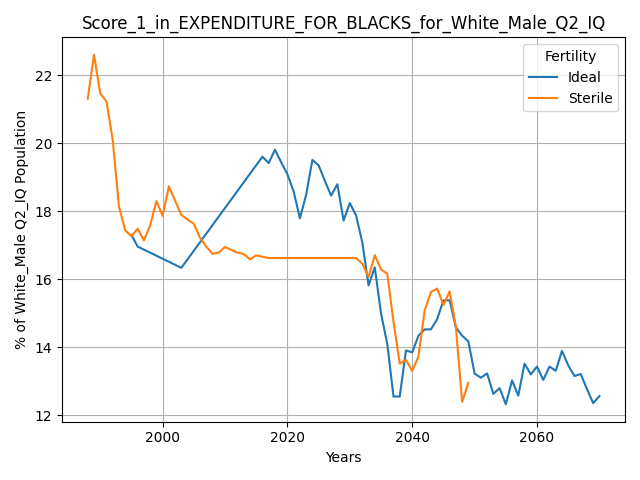 Score_1_in_EXPENDITURE_FOR_BLACKS_for_White_Male_Q2_IQ
Fertility
Ideal
Sterile
% of White_Male Q2_IQ Population
22
20
18
16
14
12
2000 2020 2040 2060
Years